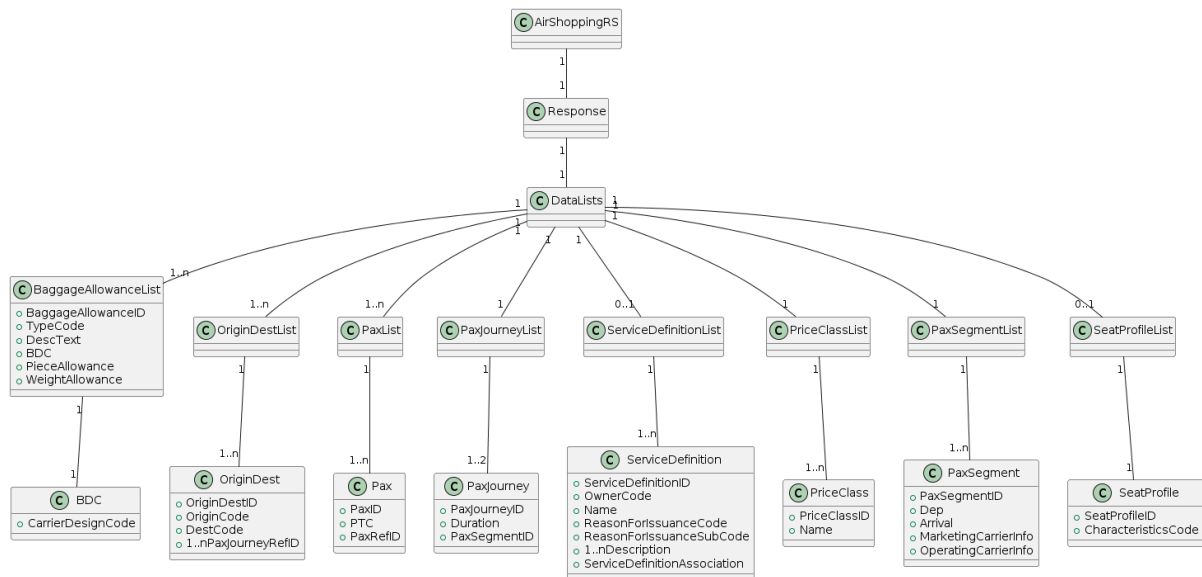 C AirShoppingRS
1
1
C Response
1
1
C DataLists
1
1
1
1
1
1
1
1
1..n
C BaggageAllowanceList
BaggageAllowanceID
TypeCode
DescText
BDC
PieceAllowance
WeightAllowance
1..n
C OriginDestList
1..n
C PaxList
1
C PaxJourneyList
0..1
C ServiceDefinitionList
1
C PriceClassList
1
C PaxSegmentList
0..1
C SeatProfileList
1
1
1
1
1
1
1
1
1
C BDC
CarrierDesignCode
1..n
C OriginDest
OriginDestID
OriginCode
DestCode
1..nPaxJourneyRefID
1..n
C Pax
PaxID
PTC
PaxRefID
1..2
C PaxJourney
PaxJourneyID
Duration
PaxSegmentID
1..n
C ServiceDefinition
ServiceDefinitionID
OwnerCode
Name
ReasonForIssuanceCode
ReasonForIssuanceSubCode
1..nDescription
ServiceDefinitionAssociation
1..n
C PriceClass
PriceClassID
Name
1..n
C PaxSegment
PaxSegmentID
Dep
Arrival
MarketingCarrierInfo
OperatingCarrierInfo
1
C SeatProfile
SeatProfileID
CharacteristicsCode